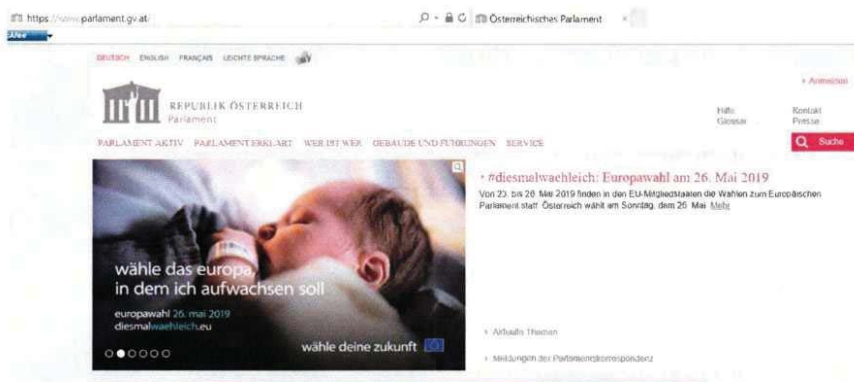 https://www.parlament.gv.at/
Österreichisches Parlament
DEUTSCH ENGLISH FRANÇAIS LEICHTE SPRACHE
Anmelden
REPUBLIK ÖSTERREICH
Parlament
Hilfe
Glossar
Kontakt
Presse
PARLAMENT AKTIV PARLAMENT ERKLÄRT WER IST WER GEBÄUDE UND FÜHRUNGEN SERVICE
Suche
wähle das europa,
in dem ich aufwachsen soll
europawahl 26. mai 2019
diesmalwaehleich.eu
wähle deine zukunft
#diesmalwaehleich: Europawahl am 26. Mai 2019
Von 23. bis 26. Mai 2019 finden in den EU-Mitgliedstaaten die Wahlen zum Europäischen
Parlament statt. Österreich wählt am Sonntag, dem 26. Mai. Mehr
Aktuelle Themen
Meldungen der Parlamentskorrespondenz